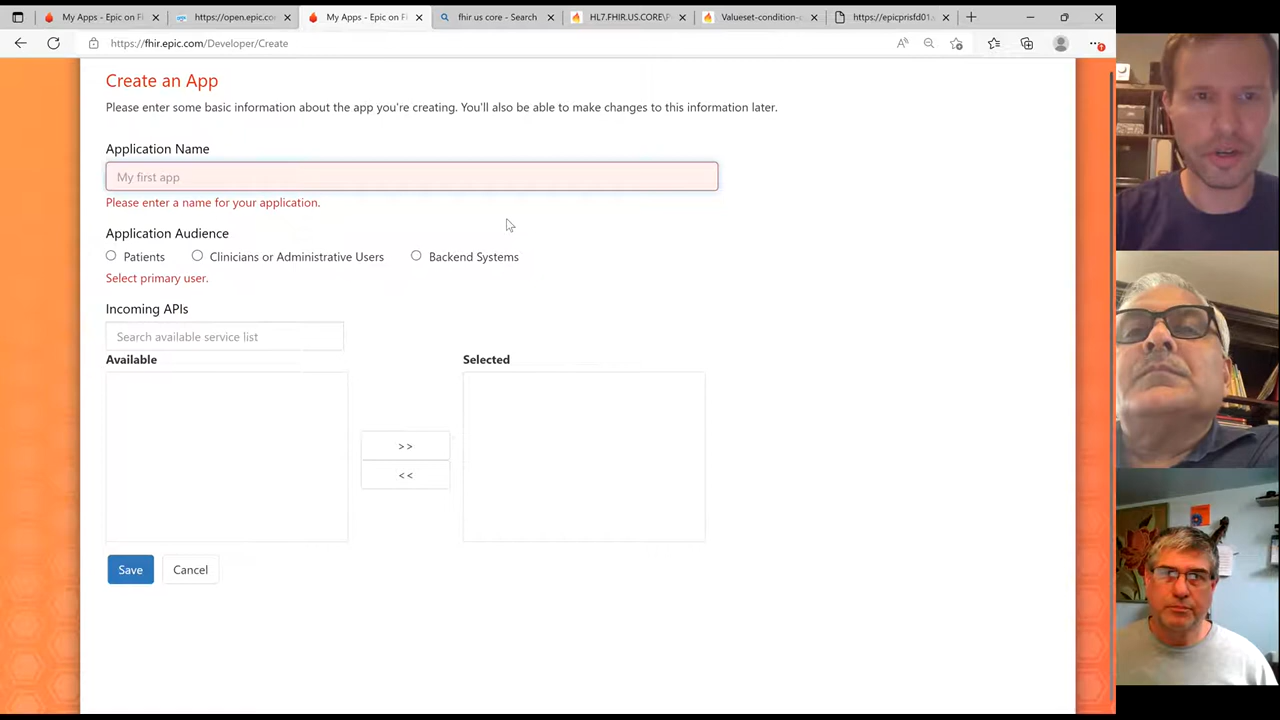 My Apps - Epic on F
https://open.epic.co
My Apps - Epic on FI
fhir us core - Search
HL7.FHIR.US.CORE\P
Valueset-condition-c
https://epicprisfd01a
https://fhir.epic.com/Developer/Create
Create an App
Please enter some basic information about the app you're creating. You'll also be able to make changes to this information later.
Application Name
My first app
Please enter a name for your application.
Application Audience
Patients
Clinicians or Administrative Users
Backend Systems
Select primary user.
Incoming APIs
Search available service list
Available
Selected
>>
<<
Save
Cancel